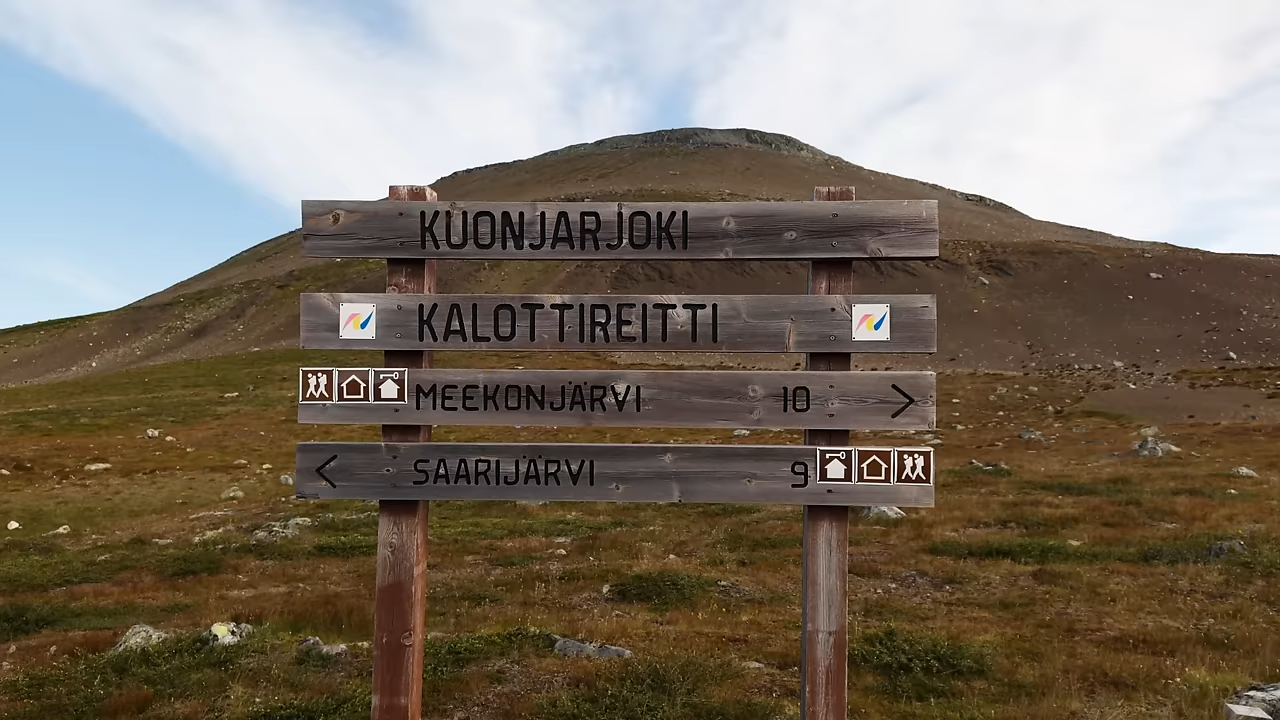 KUONJARJOKI
KALOTTIREITTI
MEEKONJÄRVI 10 >
< SAARIJÄRVI 9